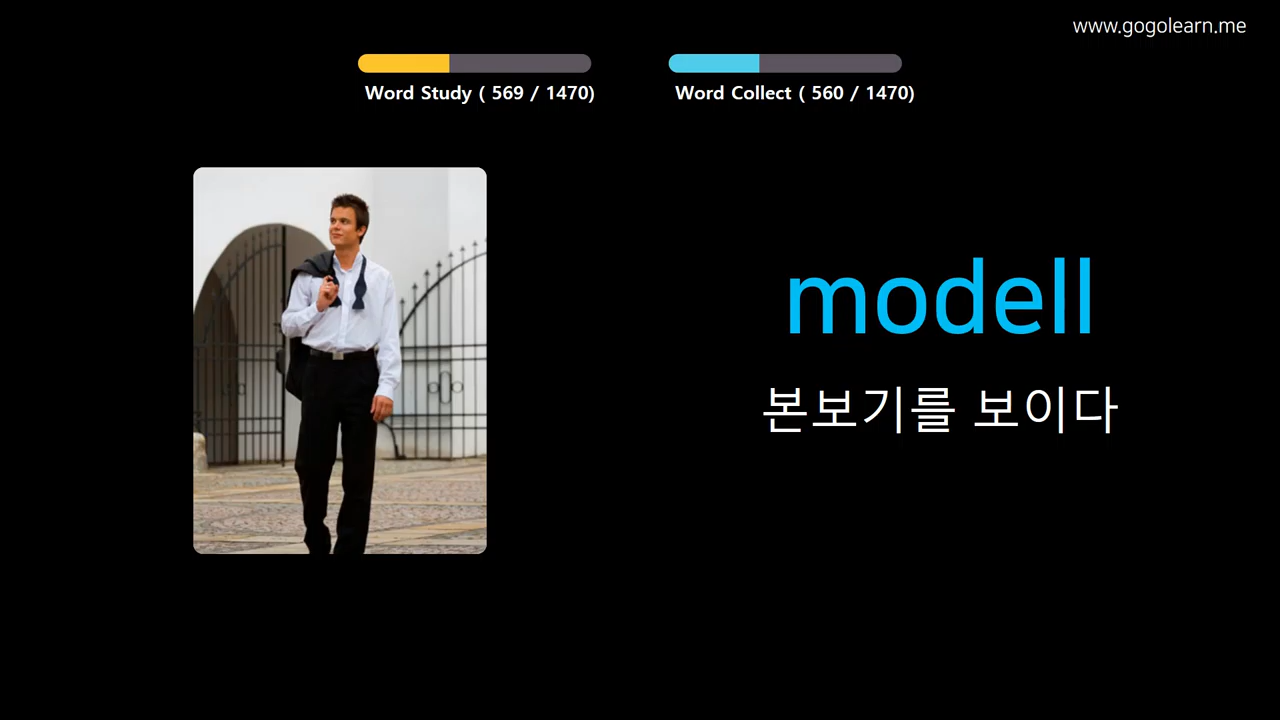 www.gogolearn.me
Word Study ( 569 / 1470)
Word Collect ( 560 / 1470)
modell
본보기를 보이다